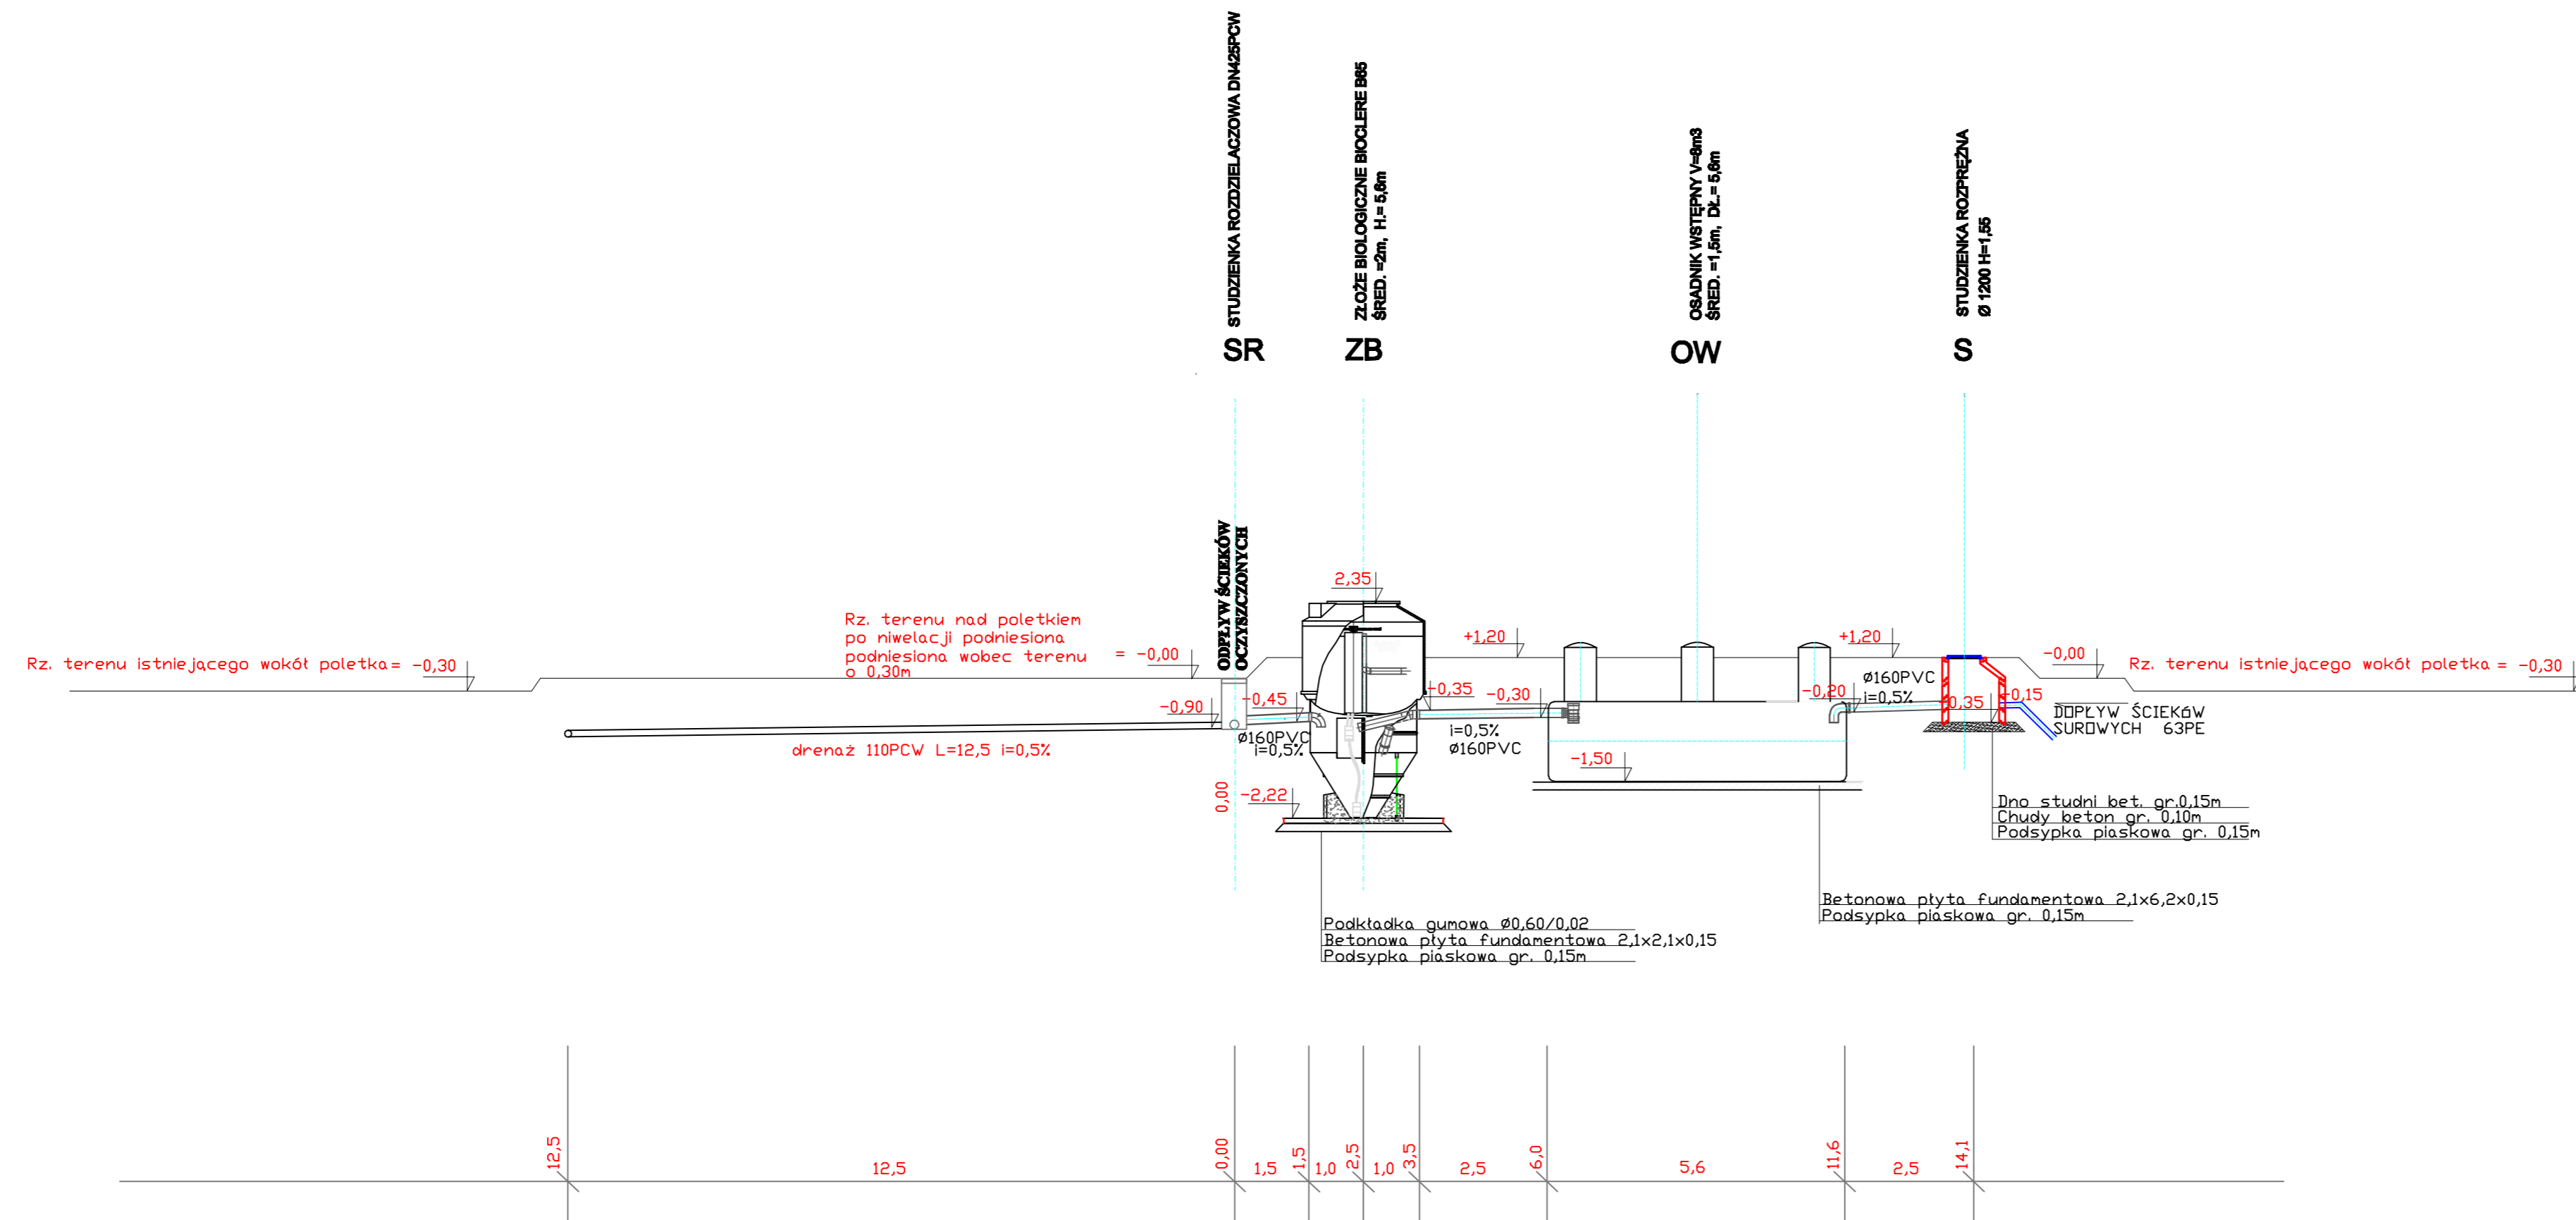 STUDZIENKA ROZDZIELACZOWA DN425PCW
SR
ZŁOŻE BIOLOGICZNE BIOCLERE B65
ŚRED. =2m, H.= 5,6m
ZB
OSADNIK WSTĘPNY V=8m3
ŚRED. =1,5m, DŁ.= 5,6m
OW
STUDZIENKA ROZPRĘŻNA
Ø 1200 H=1,55
S
ODPŁYW ŚCIEKÓW
OCZYSZCZONYCH
2,35
Rz. terenu istniejącego wokół poletka= -0,30
Rz. terenu nad poletkiem
po niwelacji podniesiona
podniesiona wobec terenu = -0,00
o 0,30m
+1,20
+1,20
-0,00
Rz. terenu istniejącego wokół poletka = -0,30
-0,90
-0,45
-0,35
-0,30
-0,20
Ø160PVC
i=0,5%
-0,35
-0,15
DOPŁYW ŚCIEKÓW
SUROWYCH 63PE
drenaż 110PCW L=12,5 i=0,5%
Ø160PVC
i=0,5%
i=0,5%
Ø160PVC
-1,50
0,00
-2,22
Dno studni bet. gr.0,15m
Chudy beton gr. 0,10m
Podsypka piaskowa gr. 0,15m
Betonowa płyta fundamentowa 2,1x6,2x0,15
Podsypka piaskowa gr. 0,15m
Podkładka gumowa Ø0,60/0,02
Betonowa płyta fundamentowa 2,1x2,1x0,15
Podsypka piaskowa gr. 0,15m
12,5
12,5
0,00
1,5
1,5
1,0
2,5
1,0
3,5
2,5
6,0
5,6
11,6
2,5
14,1